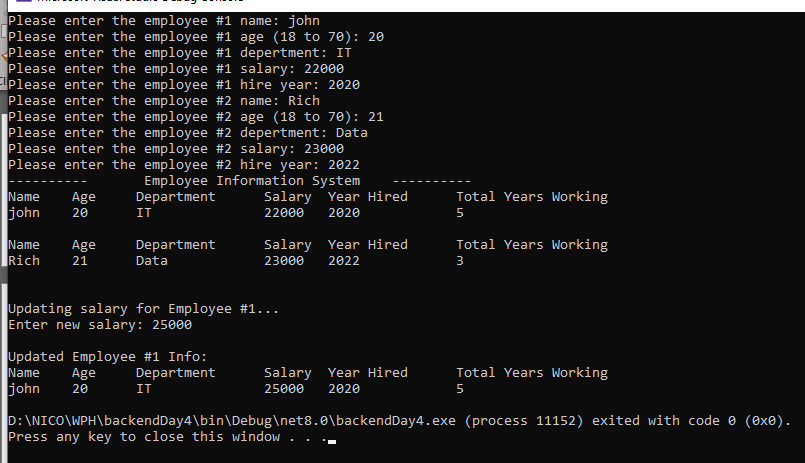 Please enter the employee #1 name: john
Please enter the employee #1 age (18 to 70): 20
Please enter the employee #1 depertment: IT
Please enter the employee #1 salary: 22000
Please enter the employee #1 hire year: 2020
Please enter the employee #2 name: Rich
Please enter the employee #2 age (18 to 70): 21
Please enter the employee #2 depertment: Data
Please enter the employee #2 salary: 23000
Please enter the employee #2 hire year: 2022
---------- Employee Information System ----------
Name Age Department Salary Year Hired Total Years Working
john 20 IT 22000 2020 5
Name Age Department Salary Year Hired Total Years Working
Rich 21 Data 23000 2022 3
Updating salary for Employee #1...
Enter new salary: 25000
Updated Employee #1 Info:
Name Age Department Salary Year Hired Total Years Working
john 20 IT 25000 2020 5
D:\NICO\WPH\backendDay4\bin\Debug\net8.0\backendDay4.exe (process 11152) exited with code 0 (0x0).
Press any key to close this window . . .